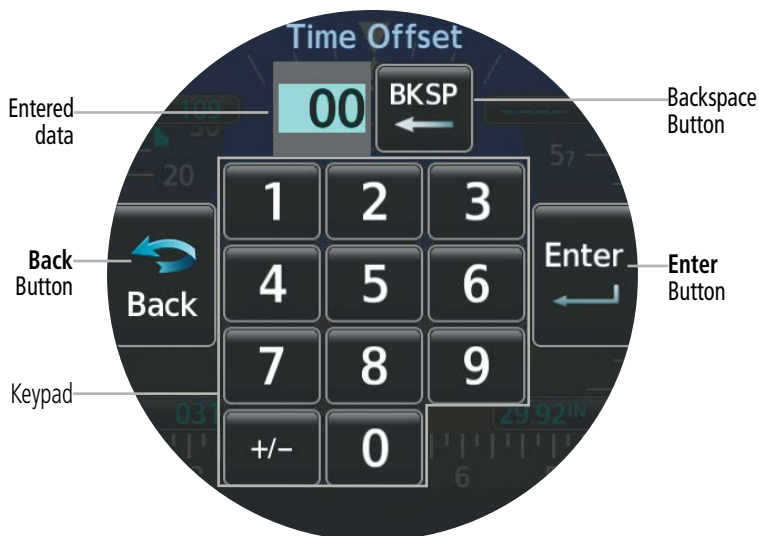 Time Offset
Entered
data
00
BKSP
Backspace
Button
109
20
57
1
2
3
Back
Button
Back
4
5
6
Enter
Enter
Button
7
8
9
Keypad
031
29.92IN
+/−
0
6